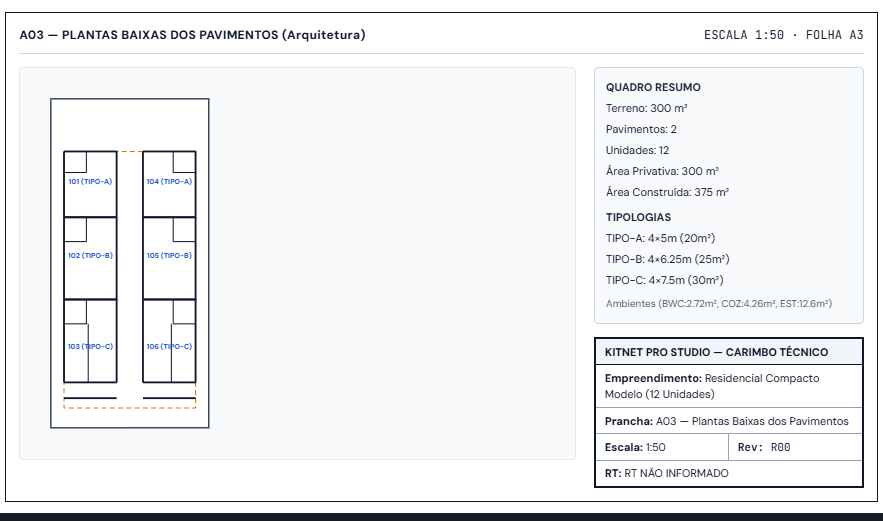 A03 — PLANTAS BAIXAS DOS PAVIMENTOS (Arquitetura)
ESCALA 1:50 · FOLHA A3
101 (TIPO-A)
104 (TIPO-A)
102 (TIPO-B)
105 (TIPO-B)
103 (TIPO-C)
106 (TIPO-C)
QUADRO RESUMO
Terreno: 300 m²
Pavimentos: 2
Unidades: 12
Área Privativa: 300 m²
Área Construída: 375 m²
TIPOLOGIAS
TIPO-A: 4×5m (20m²)
TIPO-B: 4×6.25m (25m²)
TIPO-C: 4×7.5m (30m²)
Ambientes (BWC:2.72m², COZ:4.26m², EST:12.6m²)
KITNET PRO STUDIO — CARIMBO TÉCNICO
Empreendimento: Residencial Compacto
Modelo (12 Unidades)
Prancha: A03 — Plantas Baixas dos Pavimentos
Escala: 1:50
Rev: R00
RT: RT NÃO INFORMADO